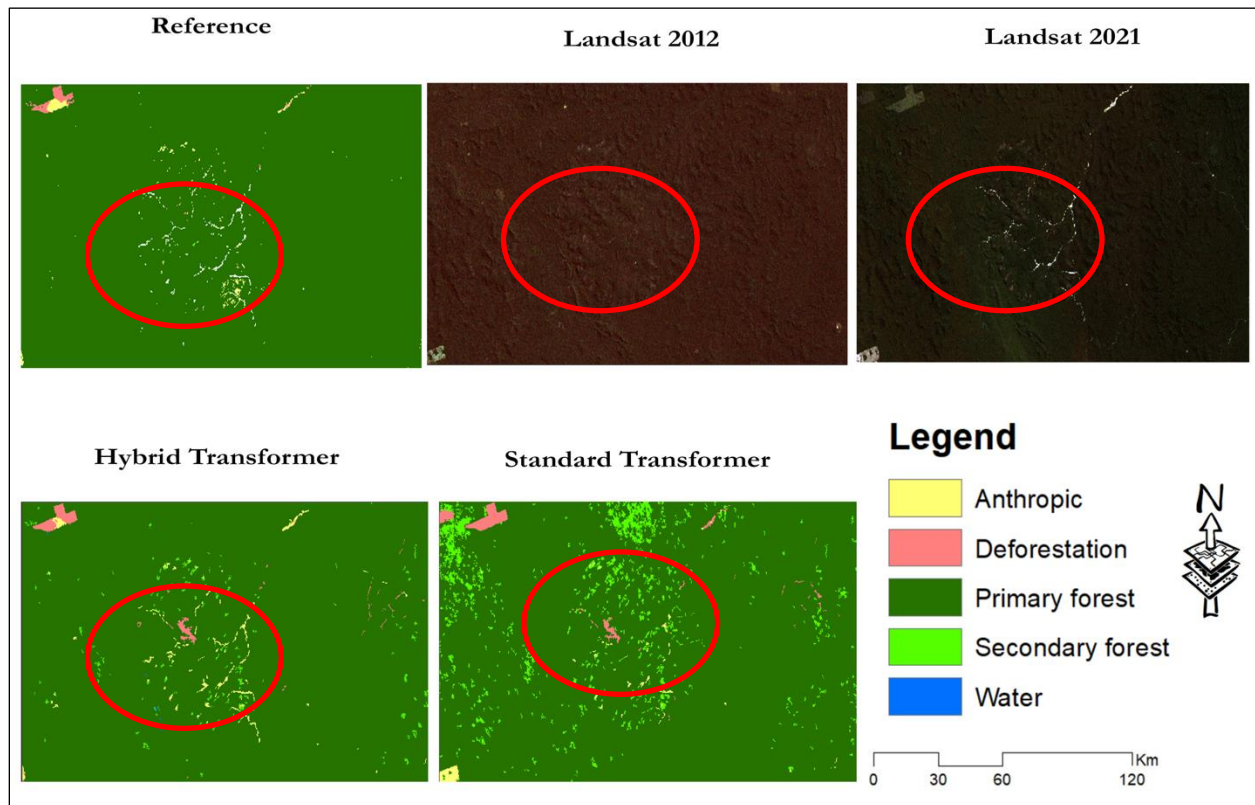 Reference
Landsat 2012
Landsat 2021
Hybrid Transformer
Standard Transformer
Legend
Anthropic
Deforestation
Primary forest
Secondary forest
Water
N
Km
0 30 60 120